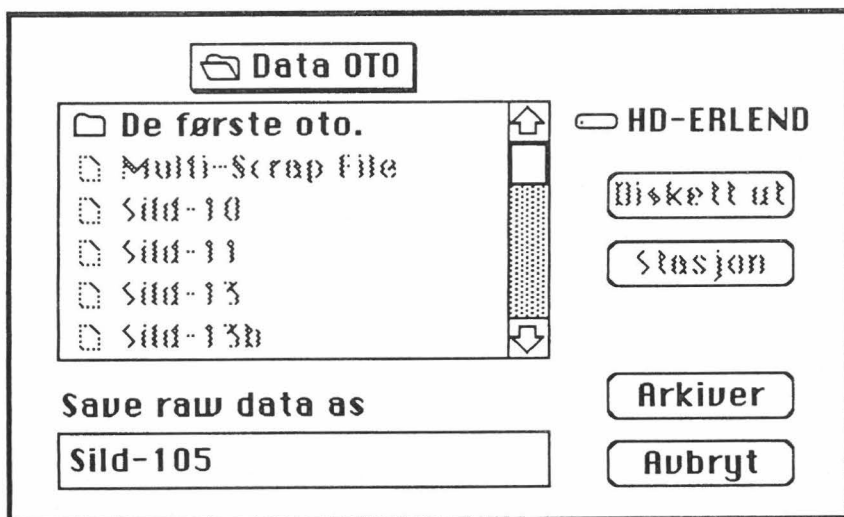 Data OTO
De første oto.
Multi-Scrap File
Sild-10
Sild-11
Sild-13
Sild-13b
HD-ERLEND
Diskett ut
Stasjon
Save raw data as
Sild-105
Arkiver
Avbryt